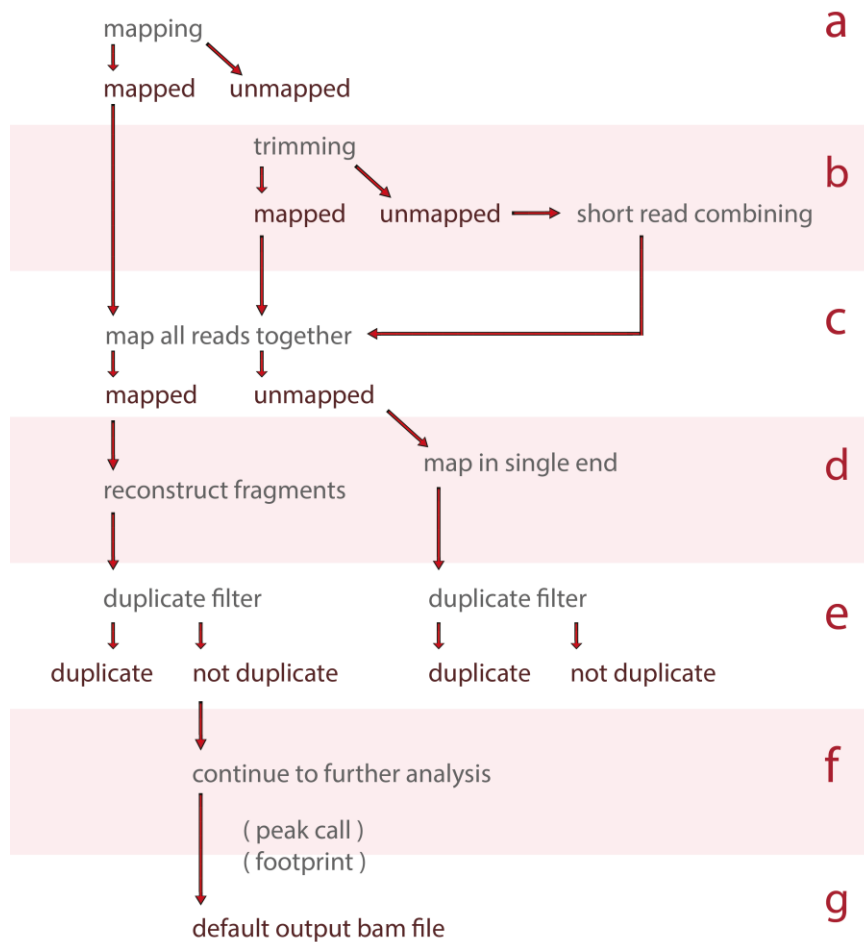 a
mapping
mapped unmapped
b
trimming
mapped unmapped short read combining
c
map all reads together
mapped unmapped
d
map in single end
reconstruct fragments
e
duplicate filter duplicate filter
duplicate not duplicate duplicate not duplicate
f
continue to further analysis
( peak call )
( footprint )
g
default output bam file